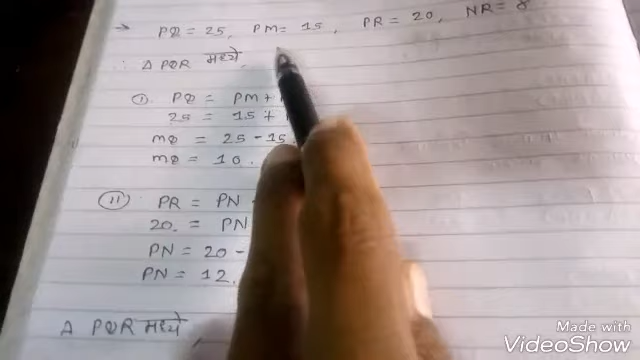 → PQ = 25, PM = 15, PR = 20, NR = 8
∴ Δ PQR मध्ये,
(i) PQ = PM +
25 = 15 +
MQ = 25 - 15
MQ = 10.
(ii) PR = PN
20. = PN
PN = 20 -
PN = 12.
Δ PQR मध्ये,
Made with
VideoShow